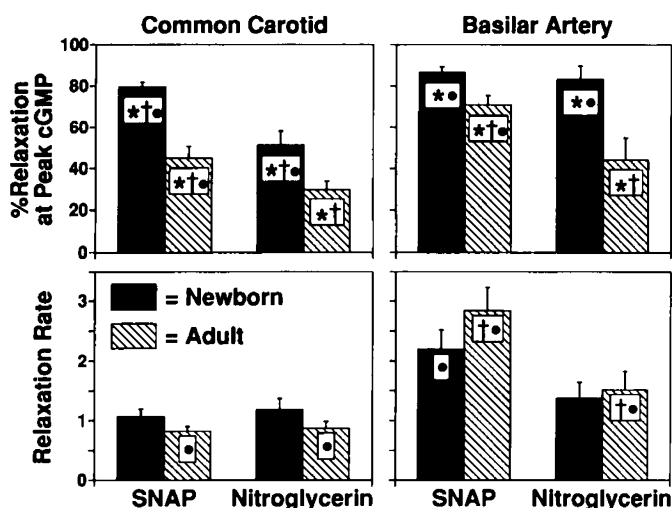 Common Carotid
Basilar Artery
%Relaxation
at Peak cGMP
100
80
60
40
20
0
*†●
*†●
*†●
*†
*●
*†●
*●
*†
Relaxation Rate
3
2
1
0
= Newborn
= Adult
●
●
●
†●
†●
SNAP
Nitroglycerin
SNAP
Nitroglycerin